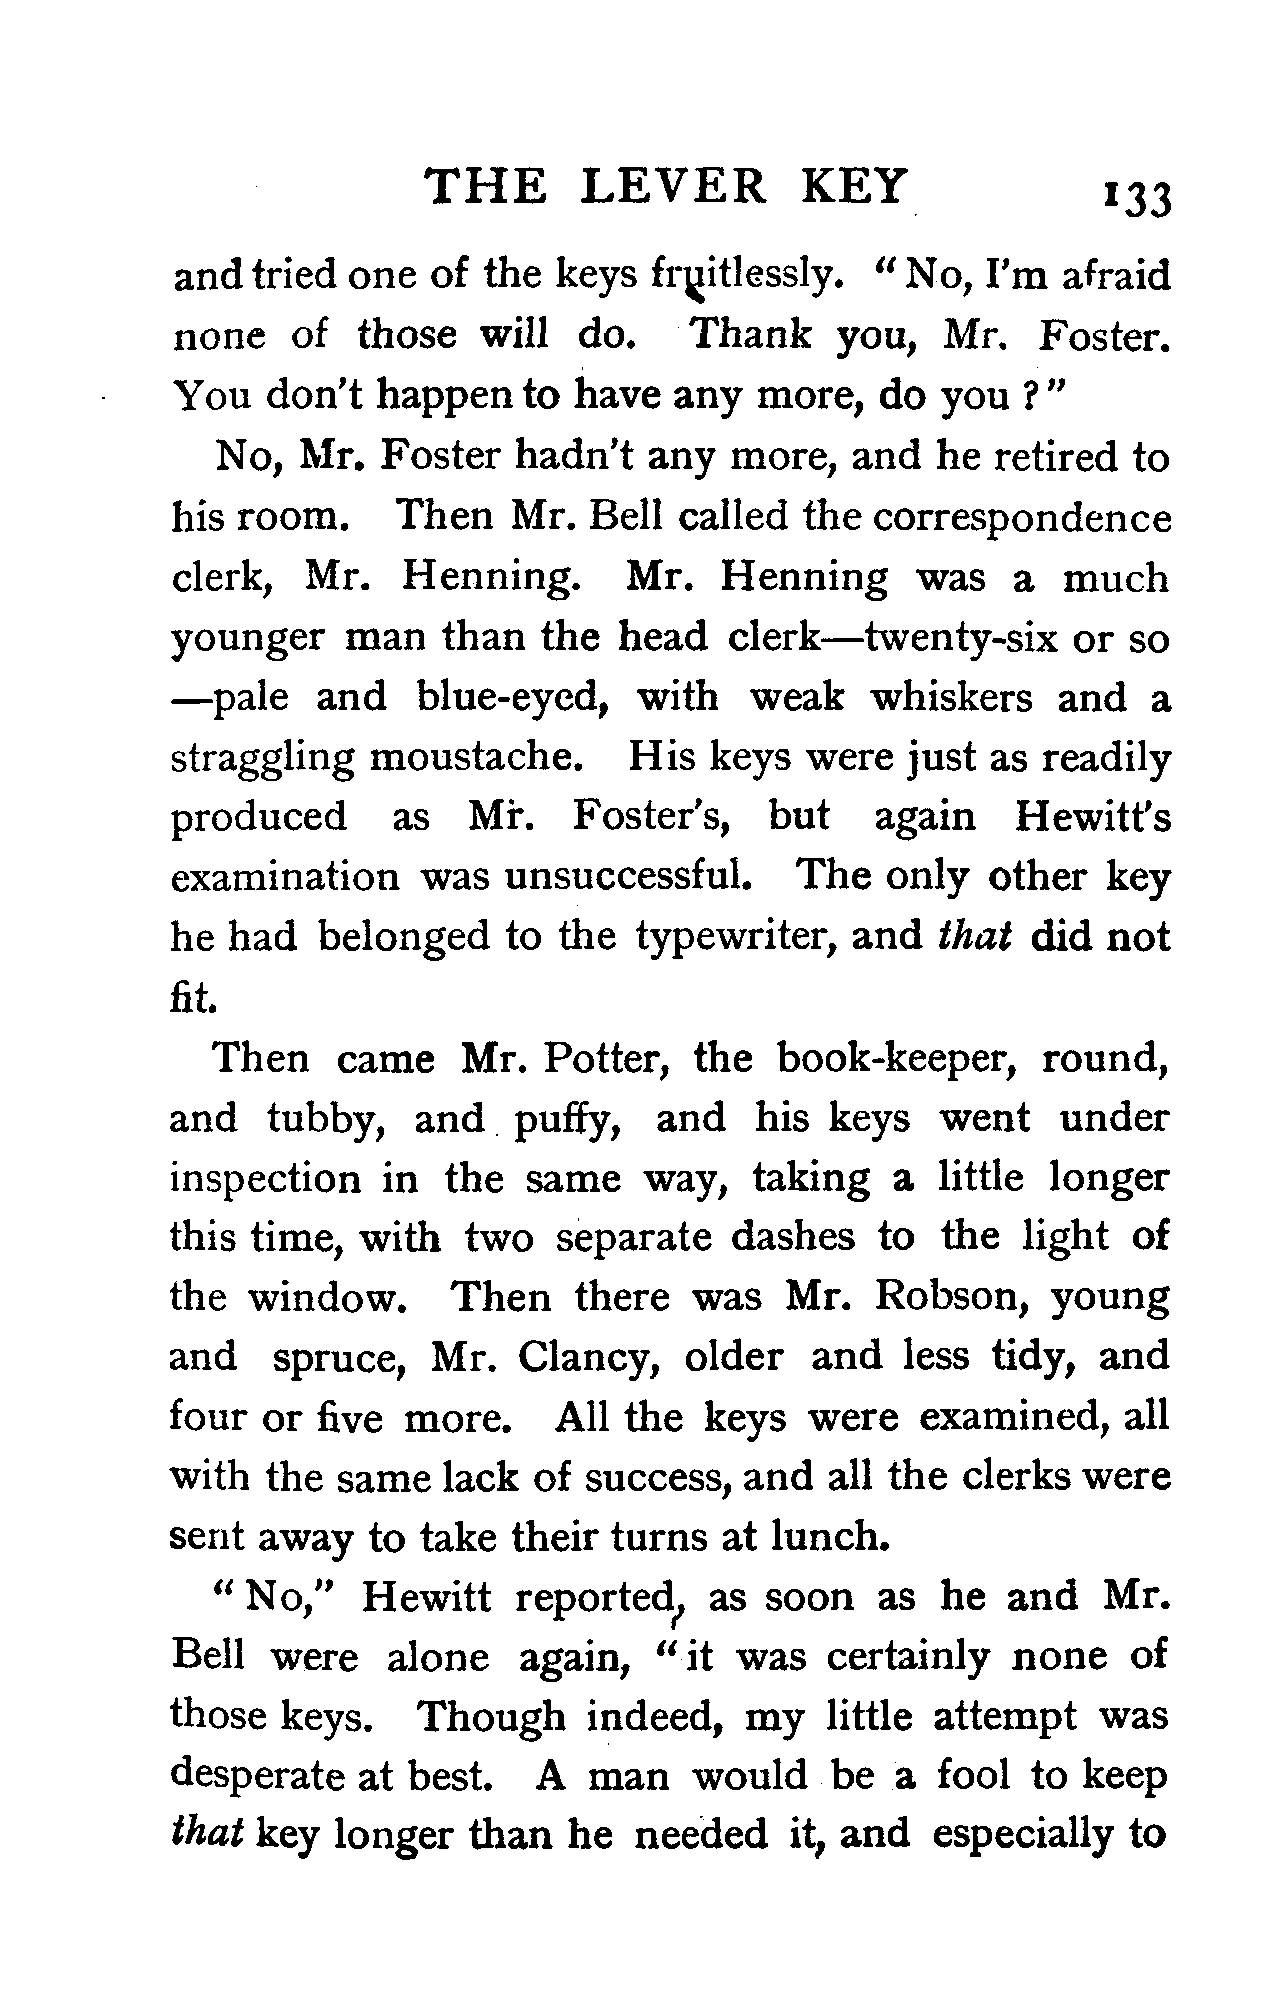 THE LEVER KEY 133
and tried one of the keys fruitlessly. “ No, I'm afraid
none of those will do. Thank you, Mr. Foster.
You don't happen to have any more, do you ? ”
No, Mr. Foster hadn't any more, and he retired to
his room. Then Mr. Bell called the correspondence
clerk, Mr. Henning. Mr. Henning was a much
younger man than the head clerk—twenty-six or so
—pale and blue-eyed, with weak whiskers and a
straggling moustache. His keys were just as readily
produced as Mr. Foster's, but again Hewitt's
examination was unsuccessful. The only other key
he had belonged to the typewriter, and that did not
fit.
Then came Mr. Potter, the book-keeper, round,
and tubby, and puffy, and his keys went under
inspection in the same way, taking a little longer
this time, with two separate dashes to the light of
the window. Then there was Mr. Robson, young
and spruce, Mr. Clancy, older and less tidy, and
four or five more. All the keys were examined, all
with the same lack of success, and all the clerks were
sent away to take their turns at lunch.
“ No,” Hewitt reported, as soon as he and Mr.
Bell were alone again, “ it was certainly none of
those keys. Though indeed, my little attempt was
desperate at best. A man would be a fool to keep
that key longer than he needed it, and especially to